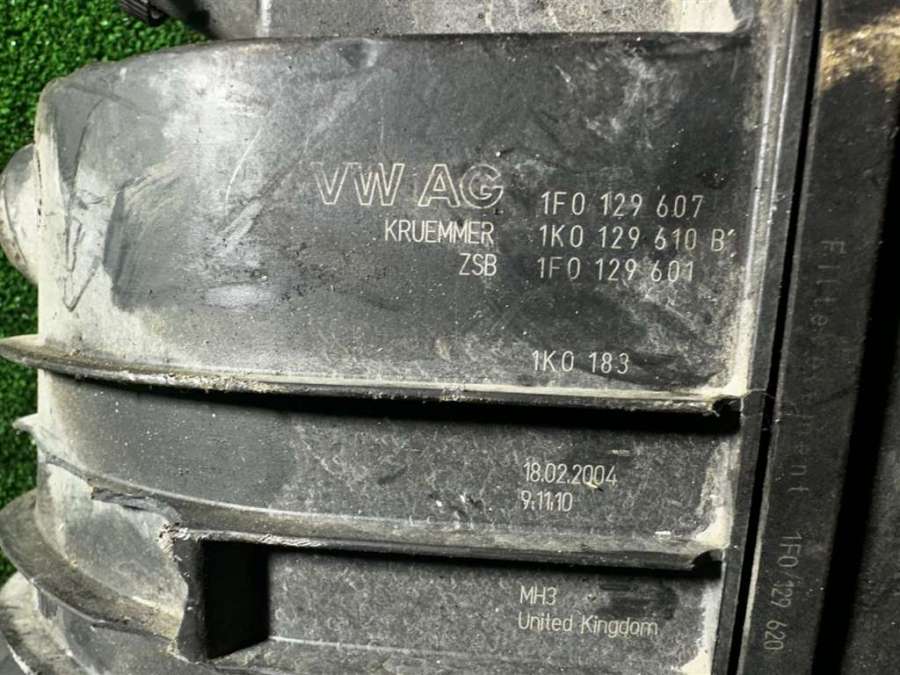 VW AG 1F0 129 607
KRUEMMER 1K0 129 610 B
ZSB 1F0 129 601
1K0 183
18.02.2004
9:11:10
MH3
United Kingdom
1F0 129 620